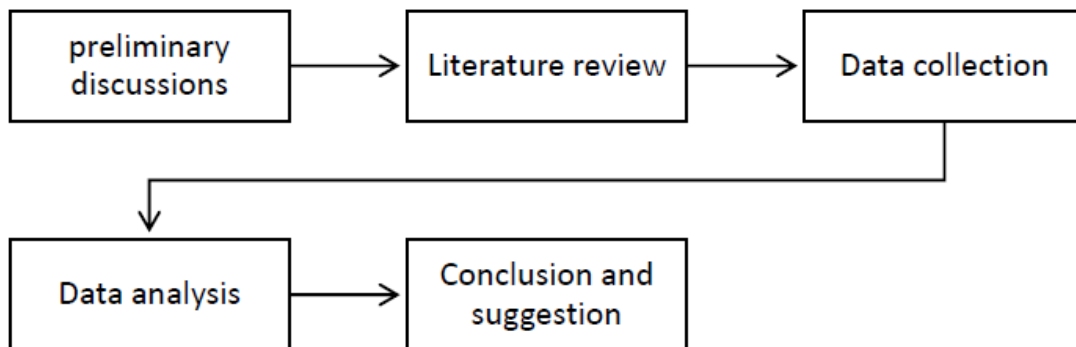 preliminary
discussions
Literature review
Data collection
Data analysis
Conclusion and
suggestion